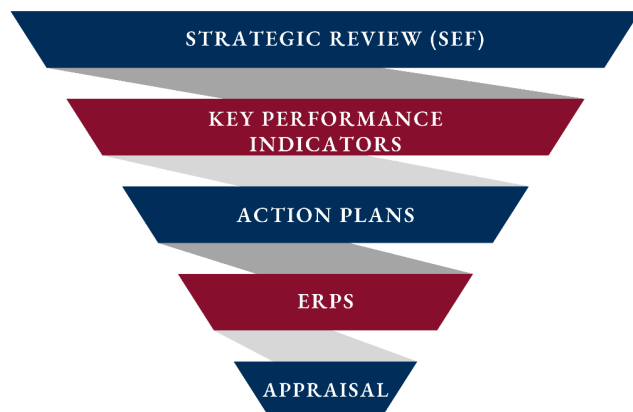 STRATEGIC REVIEW (SEF)
KEY PERFORMANCE
INDICATORS
ACTION PLANS
ERPS
APPRAISAL